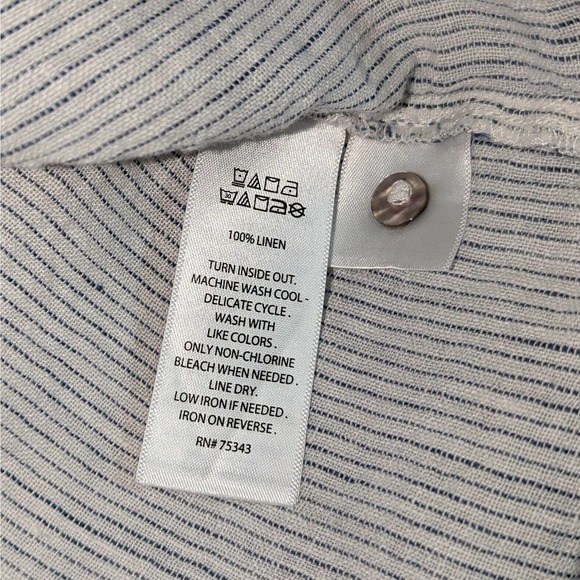 100% LINEN
TURN INSIDE OUT.
MACHINE WASH COOL -
DELICATE CYCLE.
WASH WITH
LIKE COLORS.
ONLY NON-CHLORINE
BLEACH WHEN NEEDED.
LINE DRY.
LOW IRON IF NEEDED.
IRON ON REVERSE.
RN# 75343